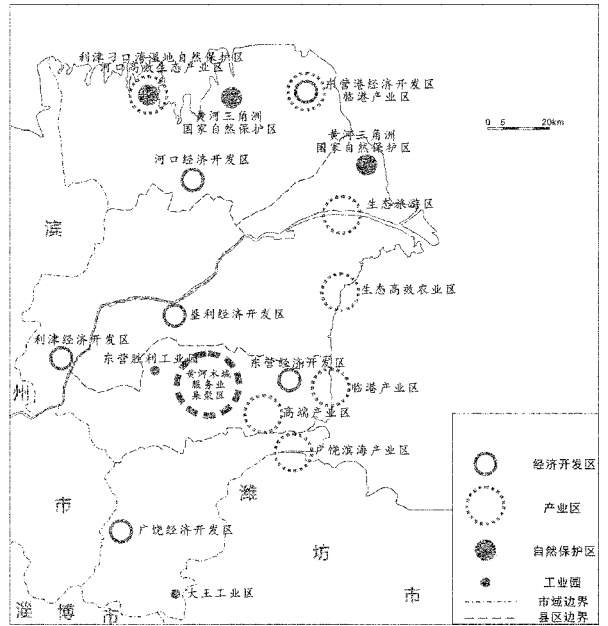 利津刁口湾湿地自然保护区
河口高效生态产业区
东营港经济开发区
临港产业区
黄河三角洲
国家自然保护区
黄河三角洲
国家自然保护区
0 5 20km
河口经济开发区
生态旅游区
滨
生态高效农业区
垦利经济开发区
利津经济开发区
东营胜利工业园
黄河水城
服务业
集聚区
东营经济开发区
州
临港产业区
高端产业区
广饶滨海产业区
市
潍
广饶经济开发区
坊
大王工业区
市
淄 博 市
经济开发区
产业区
自然保护区
工业园
市域边界
县区边界